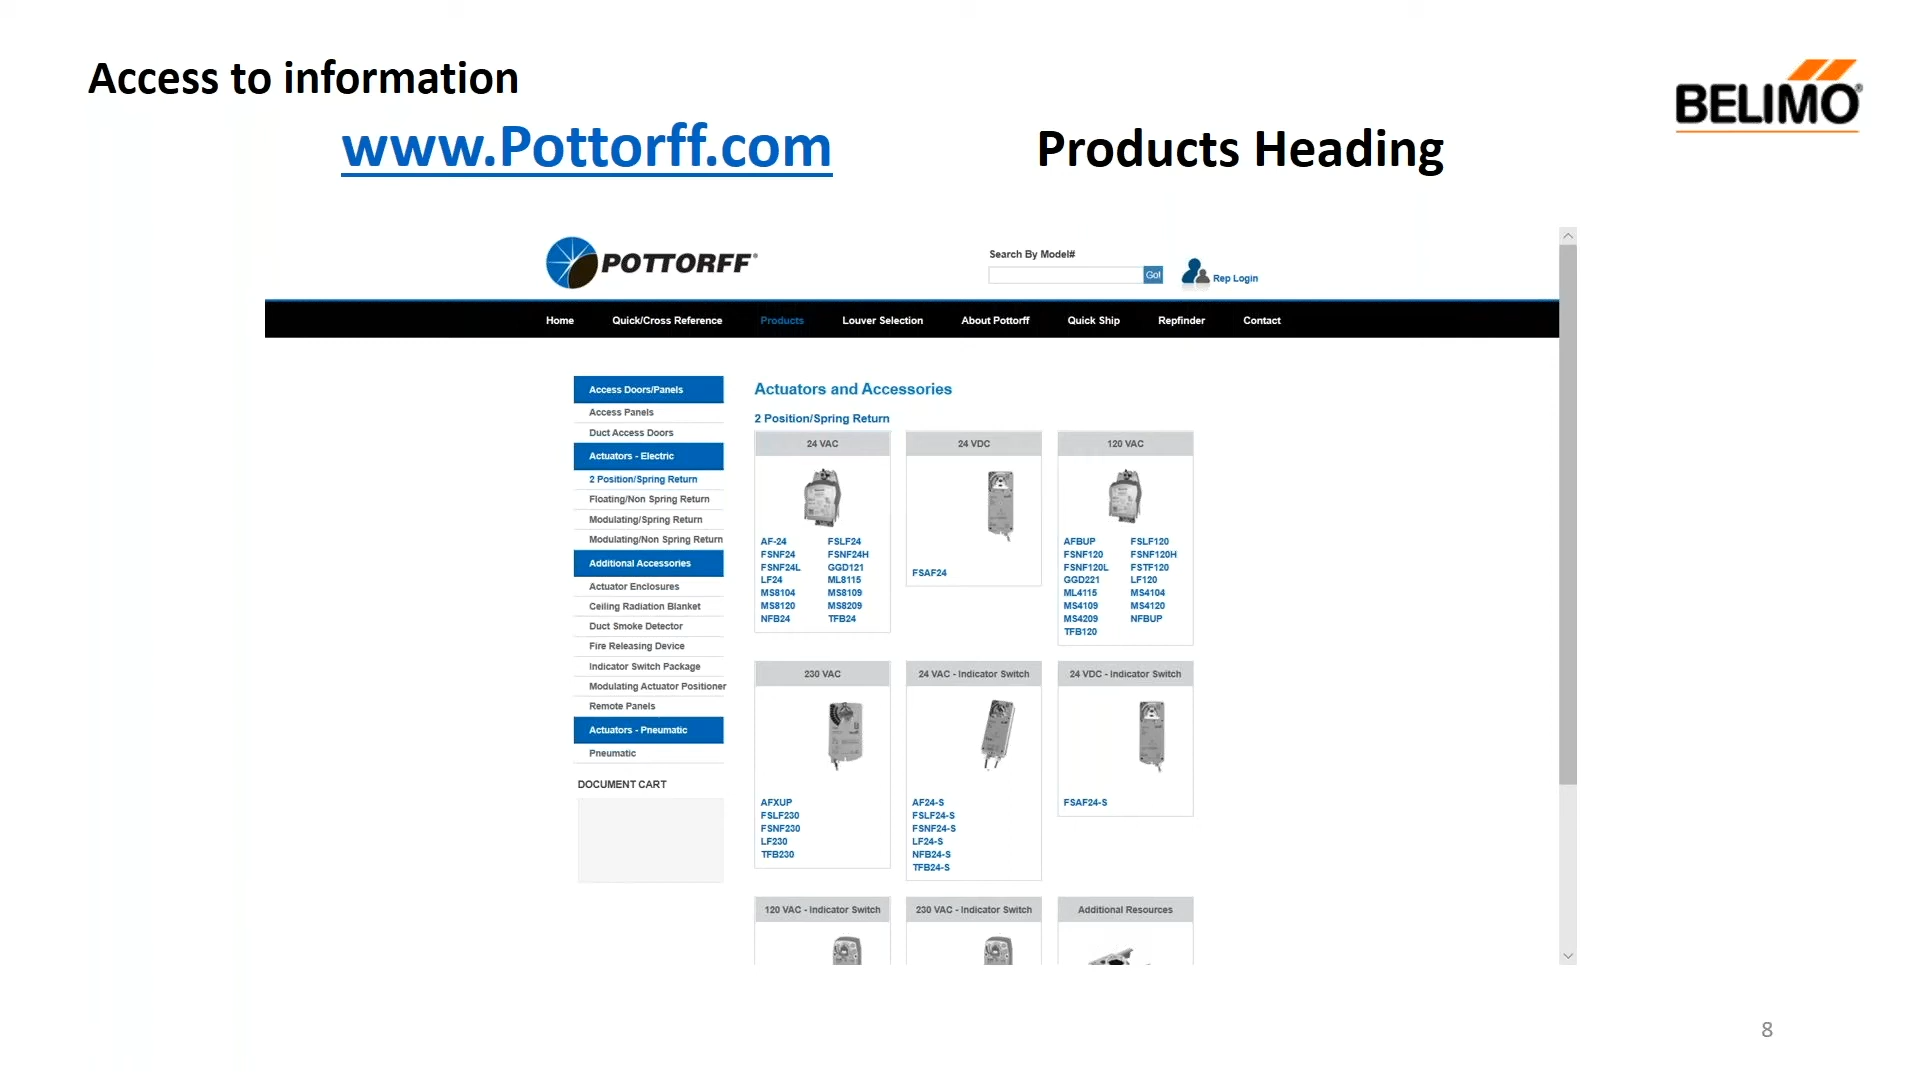 Access to information
BELIMO®
www.Pottorff.com
Products Heading
POTTORFF®
Search By Model#
Go!
Rep Login
Home Quick/Cross Reference Products Louver Selection About Pottorff Quick Ship Repfinder Contact
Access Doors/Panels
Access Panels
Duct Access Doors
Actuators - Electric
2 Position/Spring Return
Floating/Non Spring Return
Modulating/Spring Return
Modulating/Non Spring Return
Additional Accessories
Actuator Enclosures
Ceiling Radiation Blanket
Duct Smoke Detector
Fire Releasing Device
Indicator Switch Package
Modulating Actuator Positioner
Remote Panels
Actuators - Pneumatic
Pneumatic
DOCUMENT CART
Actuators and Accessories
2 Position/Spring Return
24 VAC
AF-24 FSLF24
FSNF24 FSNF24H
FSNF24L GGD121
LF24 ML8115
MS8104 MS8109
MS8120 MS8209
NFB24 TFB24
24 VDC
FSAF24
120 VAC
AFBUP FSLF120
FSNF120 FSNF120H
FSNF120L FSTF120
GGD221 LF120
ML4115 MS4104
MS4109 MS4120
MS4209 NFBUP
TFB120
230 VAC
AFXUP
FSLF230
FSNF230
LF230
TFB230
24 VAC - Indicator Switch
AF24-S
FSLF24-S
FSNF24-S
LF24-S
NFB24-S
TFB24-S
24 VDC - Indicator Switch
FSAF24-S
120 VAC - Indicator Switch
230 VAC - Indicator Switch
Additional Resources
8